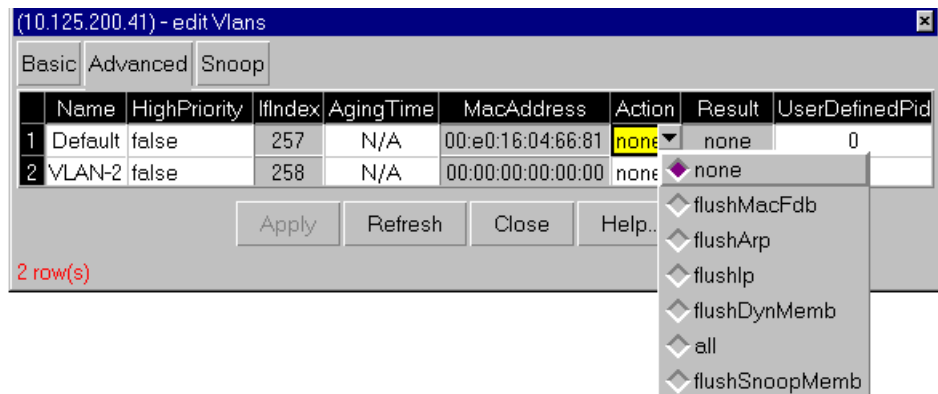 (10.125.200.41) - edit Vlans
Basic Advanced Snoop
Name HighPriority IfIndex AgingTime MacAddress Action Result UserDefinedPid
1 Default false 257 N/A 00:e0:16:04:66:81 none none 0
2 VLAN-2 false 258 N/A 00:00:00:00:00:00 none
none
flushMacFdb
flushArp
flushIp
flushDynMemb
all
flushSnoopMemb
Apply Refresh Close Help..
2 row(s)